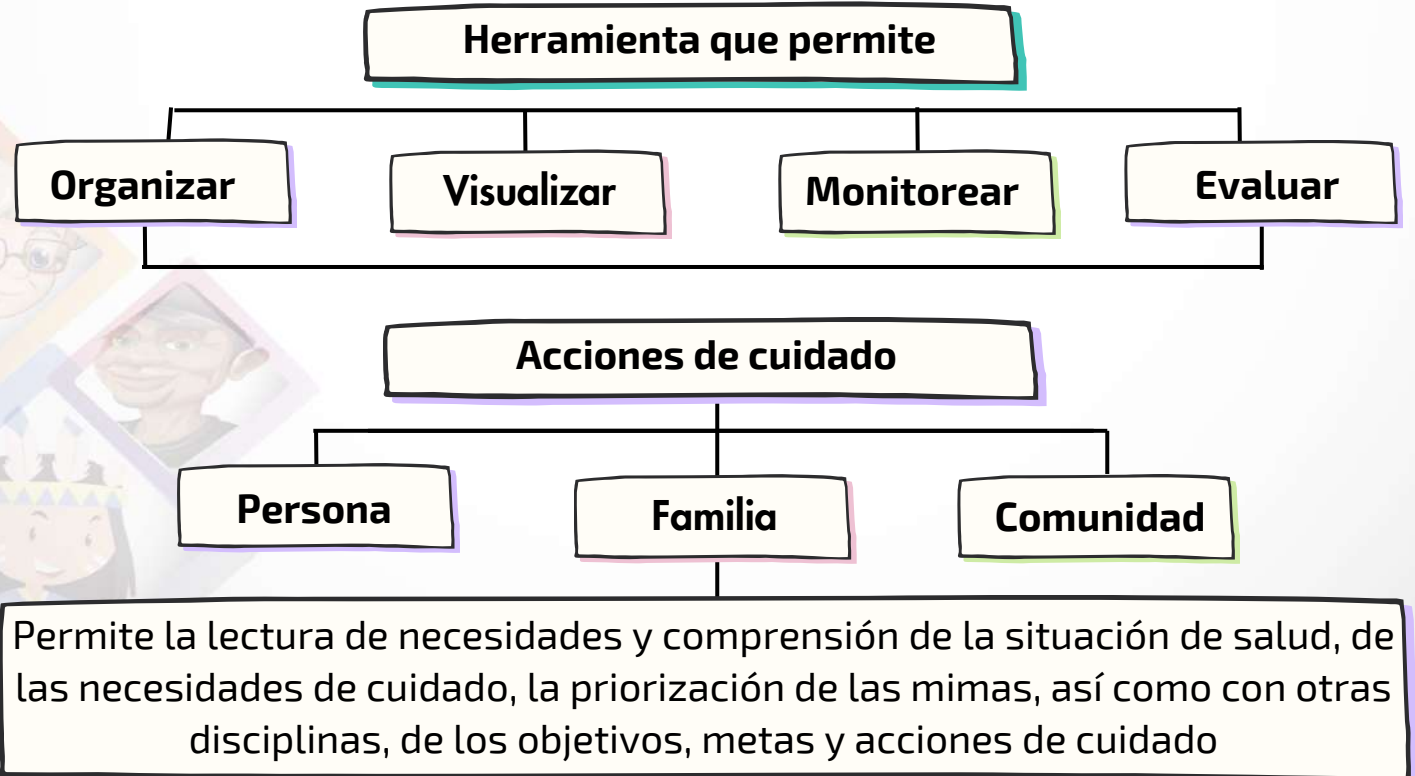 Herramienta que permite
Organizar
Visualizar
Monitorear
Evaluar
Acciones de cuidado
Persona
Familia
Comunidad
Permite la lectura de necesidades y comprensión de la situación de salud, de
las necesidades de cuidado, la priorización de las mimas, así como con otras
disciplinas, de los objetivos, metas y acciones de cuidado